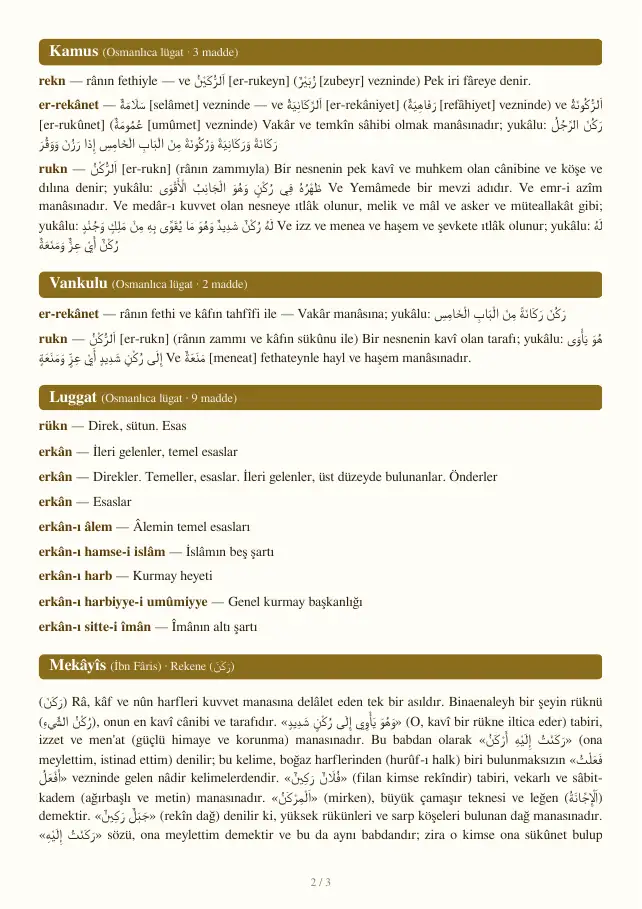 Kamus (Osmanlıca lügat · 3 madde)
rekn — rânın fethiyle — ve اَلرُّكَيْنُ [er-rukeyn] (زُبَيْرٌ [zubeyr] vezninde) Pek iri fâreye denir.
er-rekânet — سَلَامَةٌ [selâmet] vezninde — ve اَلرَّكَانِيَةُ [er-rekâniyet] (رَفَاهِيَةٌ [refâhiyet] vezninde) ve اَلرُّكُونَةُ
[er-rukûnet] (عُمُومَةٌ [umûmet] vezninde) Vakâr ve temkîn sâhibi olmak manâsınadır; yukâlu: رَكُنَ الرَّجُلُ
رَكَانَةً وَرَكَانِيَةً وَرُكُونَةً مِنَ الْبَابِ الْخَامِسِ إِذَا رَزُنَ وَوَقُرَ
rukn — اَلرُّكْنُ [er-rukn] (rânın zammıyla) Bir nesnenin pek kavî ve muhkem olan cânibine ve köşe ve
dılına denir; yukâlu: ظَهْرُهُ فِي رُكْنٍ وَهُوَ الْجَانِبُ الْأَقْوَى Ve Yemâmede bir mevzi adıdır. Ve emr-i azîm
manâsınadır. Ve medâr-ı kuvvet olan nesneye ıtlâk olunur, melik ve mâl ve asker ve müteallakât gibi;
yukâlu: لَهُ رُكْنٌ شَدِيدٌ وَهُوَ مَا يُقَوَّى بِهِ مِنْ مَلِكٍ وَجُنْدٍ Ve izz ve menea ve haşem ve şevkete ıtlâk olunur; yukâlu: لَهُ
رُكْنٌ أَيْ عِزٌّ وَمَنَعَةٌ
Vankulu (Osmanlıca lügat · 2 madde)
er-rekânet — rânın fethi ve kâfın tahfîfi ile — Vakâr manâsına; yukâlu: رَكُنَ رَكَانَةً مِنَ الْبَابِ الْخَامِسِ
rukn — اَلرُّكْنُ [er-rukn] (rânın zammı ve kâfın sükûnu ile) Bir nesnenin kavî olan tarafı; yukâlu: هُوَ يَأْوَى
إِلَى رُكْنٍ شَدِيدٍ أَيْ عِزٍّ وَمَنَعَةٍ Ve مَنَعَةٌ [meneat] fethateynle hayl ve haşem manâsınadır.
Luggat (Osmanlıca lügat · 9 madde)
rükn — Direk, sütun. Esas
erkân — İleri gelenler, temel esaslar
erkân — Direkler. Temeller, esaslar. İleri gelenler, üst düzeyde bulunanlar. Önderler
erkân — Esaslar
erkân-ı âlem — Âlemin temel esasları
erkân-ı hamse-i islâm — İslâmın beş şartı
erkân-ı harb — Kurmay heyeti
erkân-ı harbiyye-i umûmiyye — Genel kurmay başkanlığı
erkân-ı sitte-i îmân — Îmânın altı şartı
Mekâyîs (İbn Fâris) · Rekene (رَكَنَ)
(رَكَنَ) Râ, kâf ve nûn harfleri kuvvet manasına delâlet eden tek bir asıldır. Binaenaleyh bir şeyin rüknü
(رُكْنُ الشَّيْءِ), onun en kavî cânibi ve tarafıdır. «وَهُوَ يَأْوِي إِلَى رُكْنٍ شَدِيدٍ» (O, kavî bir rükne iltica eder) tabiri,
izzet ve men'at (güçlü himaye ve korunma) manasınadır. Bu babdan olarak «رَكَنْتُ إِلَيْهِ أَرْكَنُ» (ona
meylettim, istinad ettim) denilir; bu kelime, boğaz harflerinden (hurûf-ı halk) biri bulunmaksızın «فَعَلْتُ
أَفْعَلُ» vezninde gelen nâdir kelimelerdendir. «فُلَانٌ رَكِينٌ» (filan kimse rekîndir) tabiri, vekarlı ve sâbit-
kadem (ağırbaşlı ve metin) manasınadır. «اَلْمِرْكَنُ» (mirken), büyük çamaşır teknesi ve leğen (اَلْإِجَّانَةُ)
demektir. «جَبَلٌ رَكِينٌ» (rekîn dağ) denilir ki, yüksek rükünleri ve sarp köşeleri bulunan dağ manasınadır.
«رَكَنْتُ إِلَيْهِ» sözü, ona meylettim demektir ve bu da aynı babdandır; zira o kimse ona sükûnet bulup
2 / 3